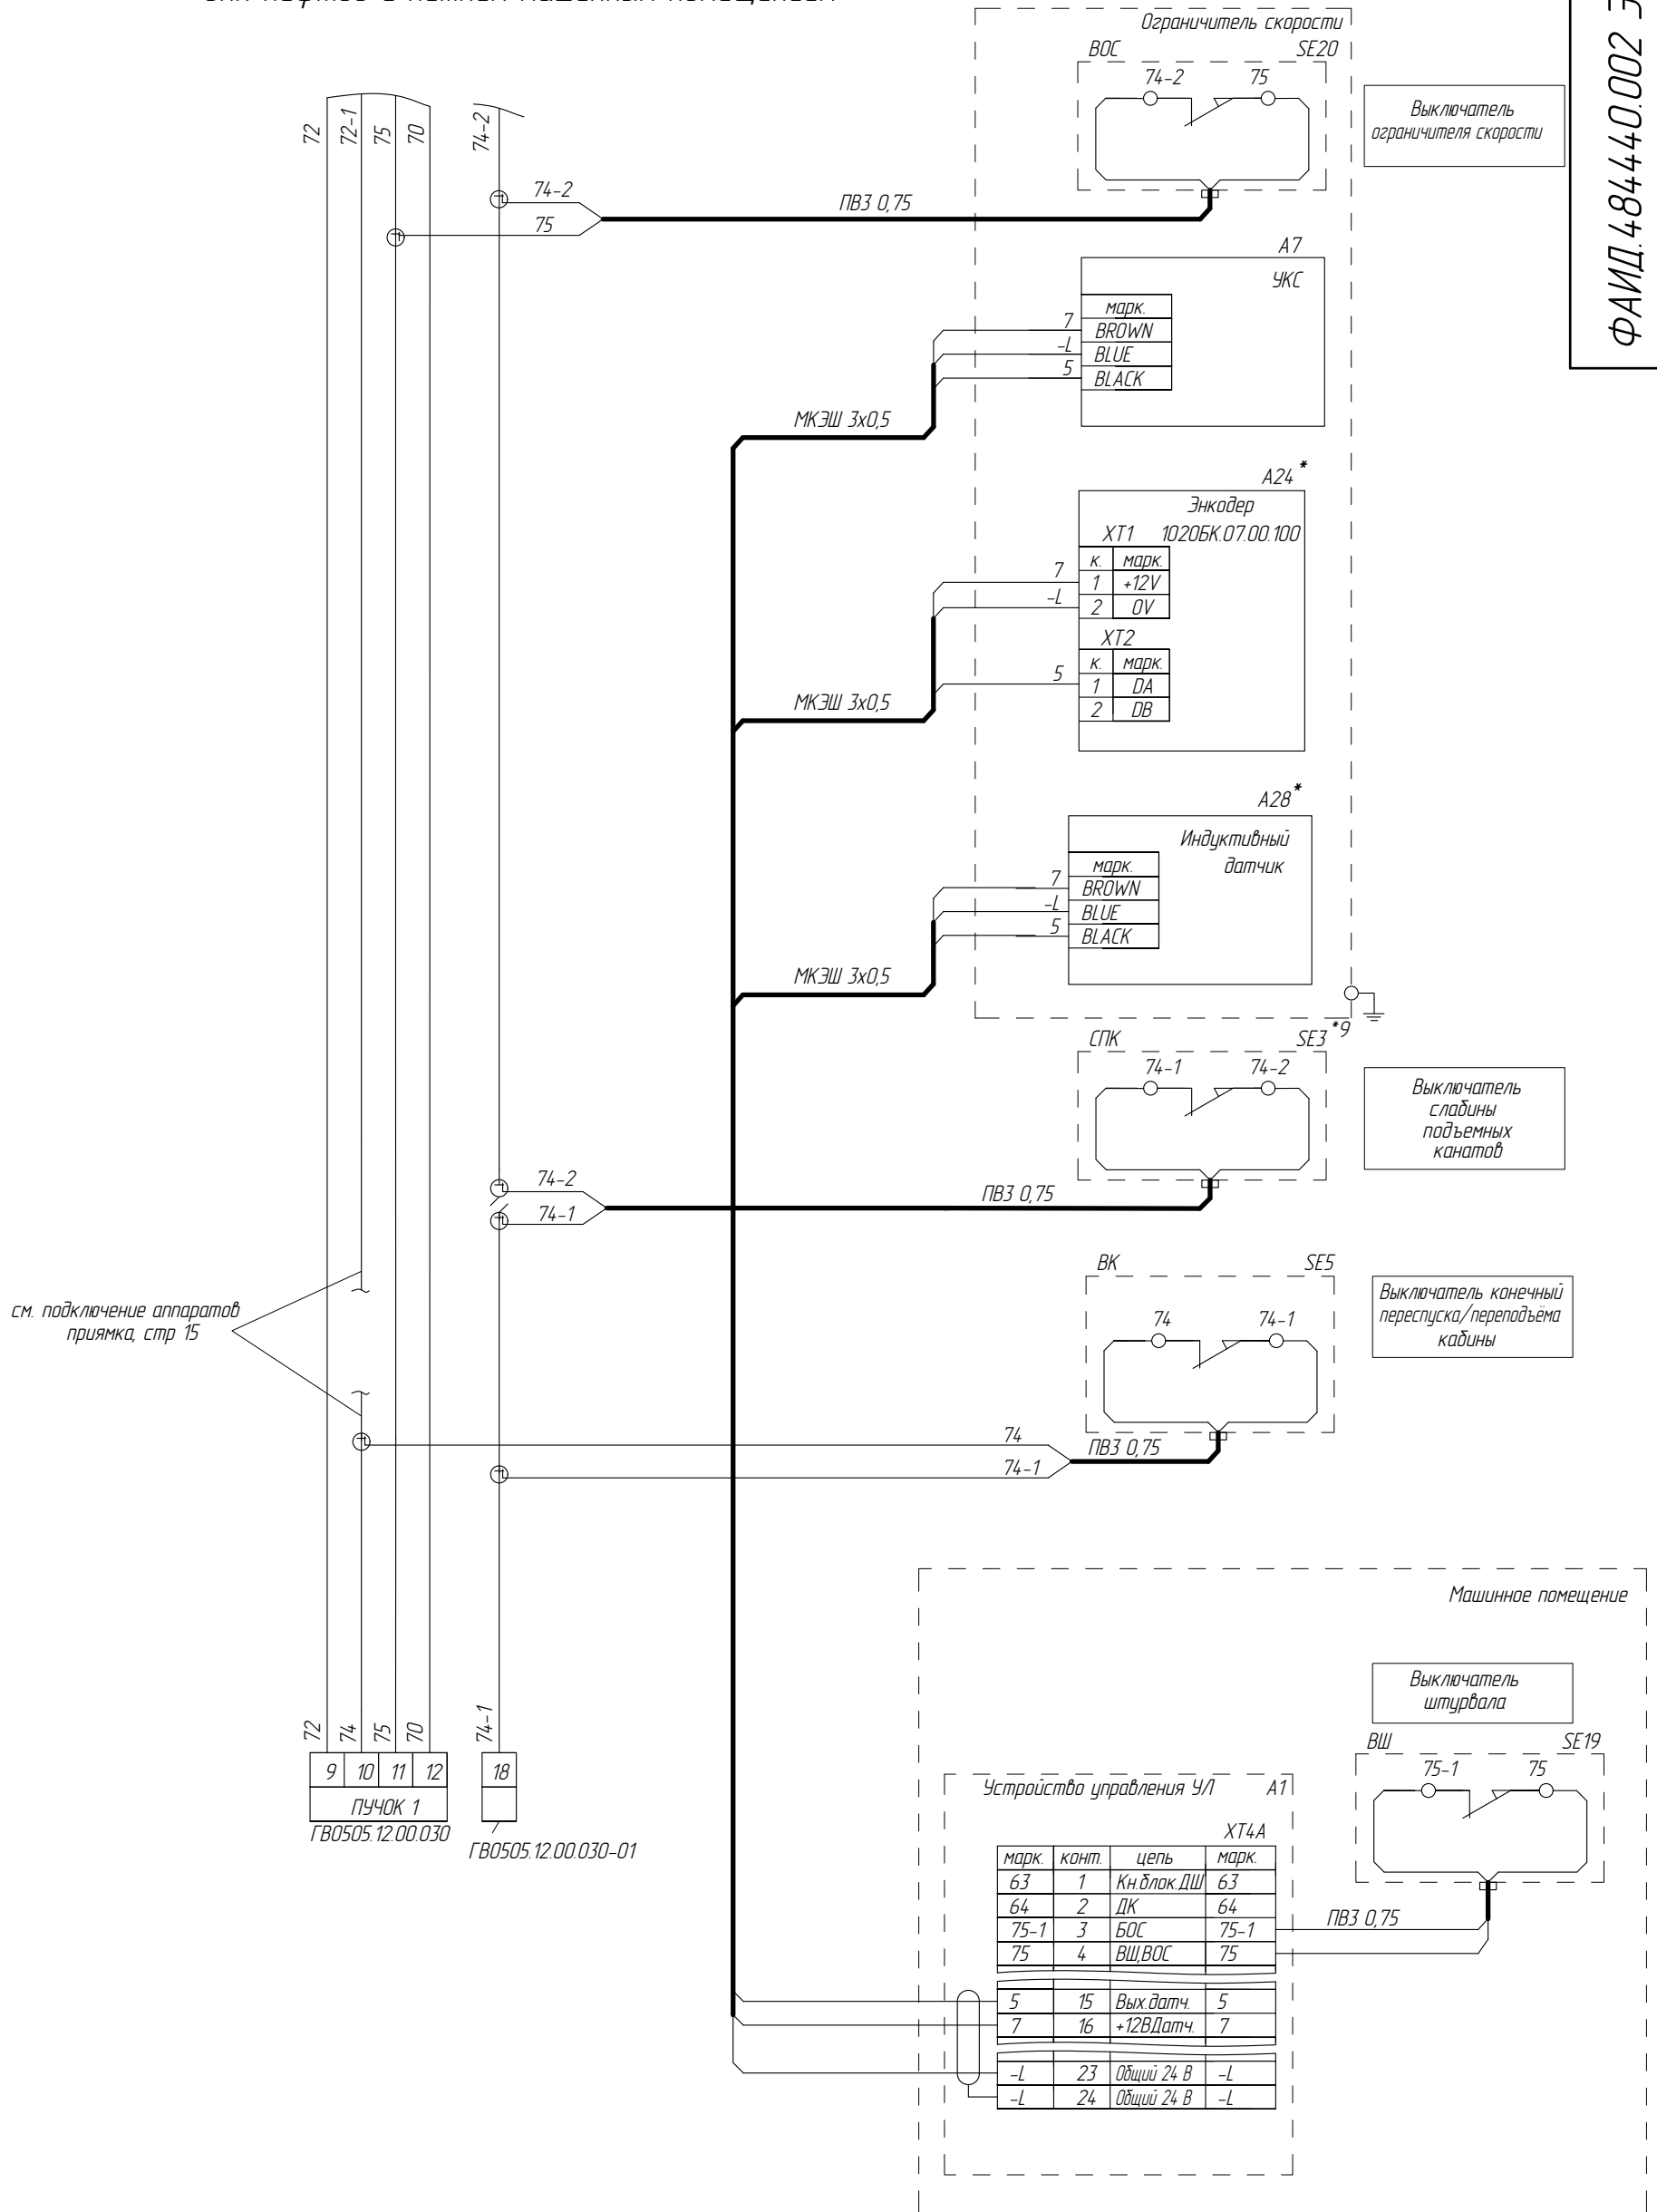 для лифтов с нижним машинным помещением
ФАИД.484440.002 Э
Ограничитель скорости
ВОС
SE20
74-2
75
Выключатель
ограничителя скорости
72
72-1
75
70
74-2
74-2
75
ПВ3 0,75
А7
УКС
марк.
7
BROWN
-L
BLUE
5
BLACK
МКЭШ 3х0,5
А24*
Энкодер
XT1
1020БК.07.00.100
к.
марк.
7
1
+12V
-L
2
0V
XT2
к.
марк.
5
1
DA
2
DB
МКЭШ 3х0,5
А28*
Индуктивный
датчик
марк.
7
BROWN
-L
BLUE
5
BLACK
МКЭШ 3х0,5
СПК
SE3 *9
74-1
74-2
Выключатель
слабины
подъемных
канатов
74-2
74-1
ПВ3 0,75
ВК
SE5
74
74-1
Выключатель конечный
переспуска/переподъёма
кабины
см. подключение аппаратов
приямка, стр 15
74
74-1
ПВ3 0,75
Машинное помещение
Выключатель
штурвала
ВШ
SE19
75-1
75
72
74
75
70
74-1
9
10
11
12
18
ПУЧОК 1
ГВ0505.12.00.030
ГВ0505.12.00.030-01
Устройство управления УЛ
А1
XT4A
марк.
конт.
цепь
марк.
63
1
Кн.блок.ДШ
63
64
2
ДК
64
75-1
3
БОС
75-1
75
4
ВШ,ВОС
75
ПВ3 0,75
5
15
Вых.датч.
5
7
16
+12ВДатч.
7
-L
23
Общий 24 В
-L
-L
24
Общий 24 В
-L